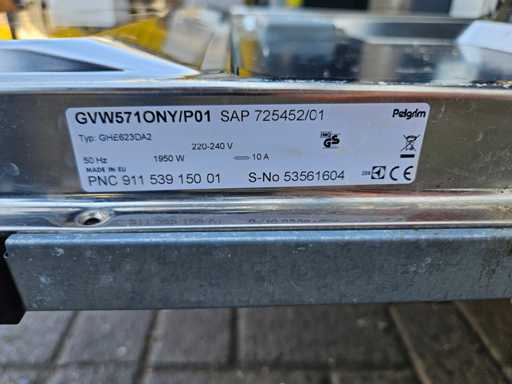 GVW571ONY/P01 SAP 725452/01
Pelgrim
Typ: GHE623DA2
220-240 V
50 Hz 1950 W 10 A
MADE IN EU
PNC 911 539 150 01 S-No 53561604
GS